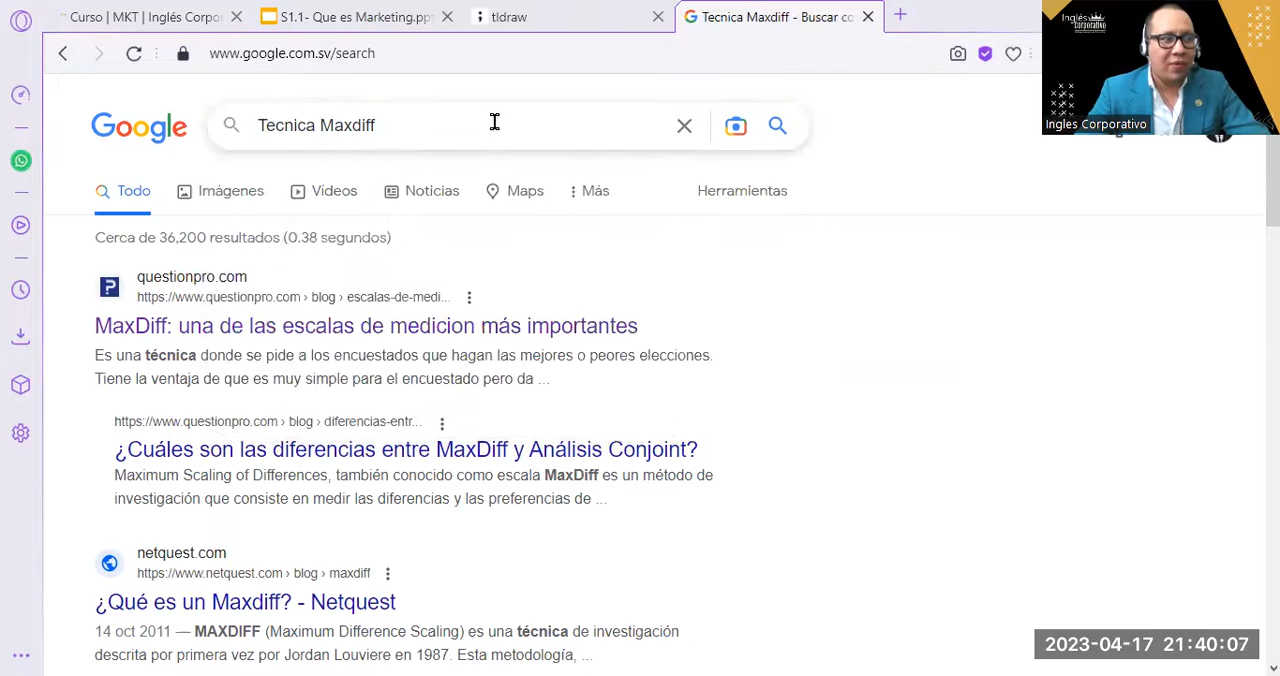 Curso | MKT | Inglés Corpo
S1.1- Que es Marketing.pp
tldraw
Tecnica Maxdiff - Buscar co
www.google.com.sv/search
Inglés
Corporativo
Ingles Corporativo
Google
Tecnica Maxdiff
Todo
Imágenes
Videos
Noticias
Maps
Más
Herramientas
Cerca de 36,200 resultados (0.38 segundos)
questionpro.com
https://www.questionpro.com › blog › escalas-de-medi...
MaxDiff: una de las escalas de medicion más importantes
Es una técnica donde se pide a los encuestados que hagan las mejores o peores elecciones.
Tiene la ventaja de que es muy simple para el encuestado pero da ...
https://www.questionpro.com › blog › diferencias-entr...
¿Cuáles son las diferencias entre MaxDiff y Análisis Conjoint?
Maximum Scaling of Differences, también conocido como escala MaxDiff es un método de
investigación que consiste en medir las diferencias y las preferencias de ...
netquest.com
https://www.netquest.com › blog › maxdiff
¿Qué es un Maxdiff? - Netquest
14 oct 2011 — MAXDIFF (Maximum Difference Scaling) es una técnica de investigación
descrita por primera vez por Jordan Louviere en 1987. Esta metodología, ...
2023-04-17 21:40:07